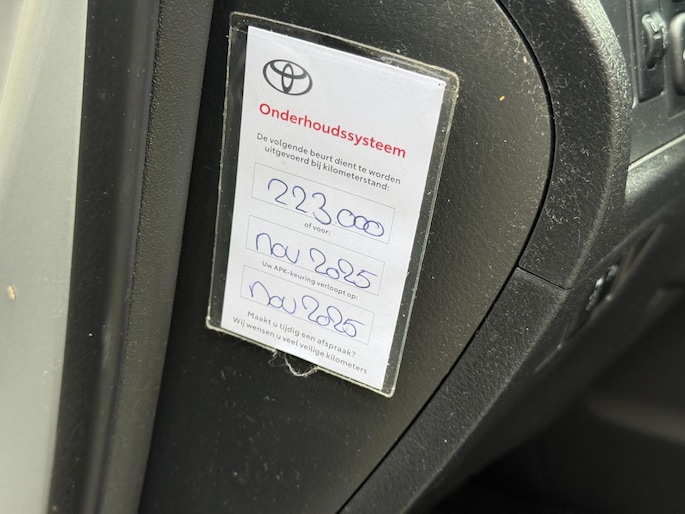 Onderhoudssysteem
De volgende beurt dient te worden
uitgevoerd bij kilometerstand:
223000
of voor:
nov 2025
Uw APK-keuring verloopt op:
nov 2025
Maakt u tijdig een afspraak?
Wij wensen u veel veilige kilometers